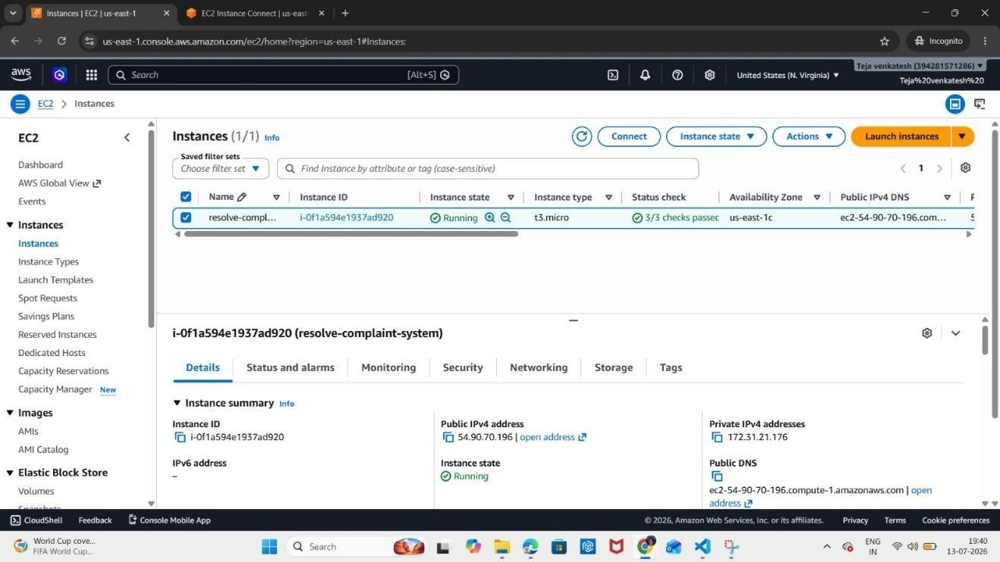 Instances | EC2 | us-east-1
EC2 Instance Connect | us-east-
us-east-1.console.aws.amazon.com/ec2/home?region=us-east-1#Instances:
Incognito
aws
Search
[Alt+S]
United States (N. Virginia)
Teja venkatesh (394281571286)
Teja%20venkatesh%20
EC2
Instances
EC2
Dashboard
AWS Global View
Events
Instances
Instances
Instance Types
Launch Templates
Spot Requests
Savings Plans
Reserved Instances
Dedicated Hosts
Capacity Reservations
Capacity Manager New
Images
AMIs
AMI Catalog
Elastic Block Store
Volumes
Snapshots
Instances (1/1) Info
Connect
Instance state
Actions
Launch instances
Saved filter sets
Choose filter set
Find Instance by attribute or tag (case-sensitive)
1
Name Instance ID Instance state Instance type Status check Availability Zone Public IPv4 DNS
resolve-compl... i-0f1a594e1937ad920 Running t3.micro 3/3 checks passed us-east-1c ec2-54-90-70-196.com... 5
i-0f1a594e1937ad920 (resolve-complaint-system)
Details Status and alarms Monitoring Security Networking Storage Tags
Instance summary Info
Instance ID
i-0f1a594e1937ad920
Public IPv4 address
54.90.70.196 | open address
Private IPv4 addresses
172.31.21.176
IPv6 address
–
Instance state
Running
Public DNS
ec2-54-90-70-196.compute-1.amazonaws.com | open
address
CloudShell Feedback Console Mobile App
© 2026, Amazon Web Services, Inc. or its affiliates. Privacy Terms Cookie preferences
World Cup cove...
FIFA World Cup...
Search
ENG
IN
19:40
13-07-2026